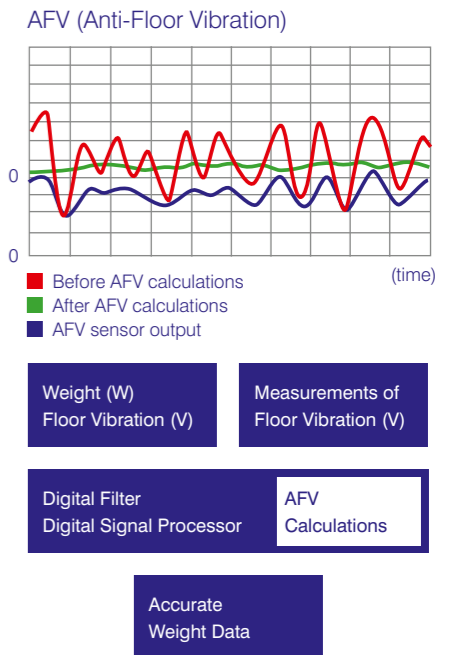 AFV (Anti-Floor Vibration)
0
0
(time)
Before AFV calculations
After AFV calculations
AFV sensor output
Weight (W)
Floor Vibration (V)
Measurements of
Floor Vibration (V)
Digital Filter
Digital Signal Processor
AFV
Calculations
Accurate
Weight Data